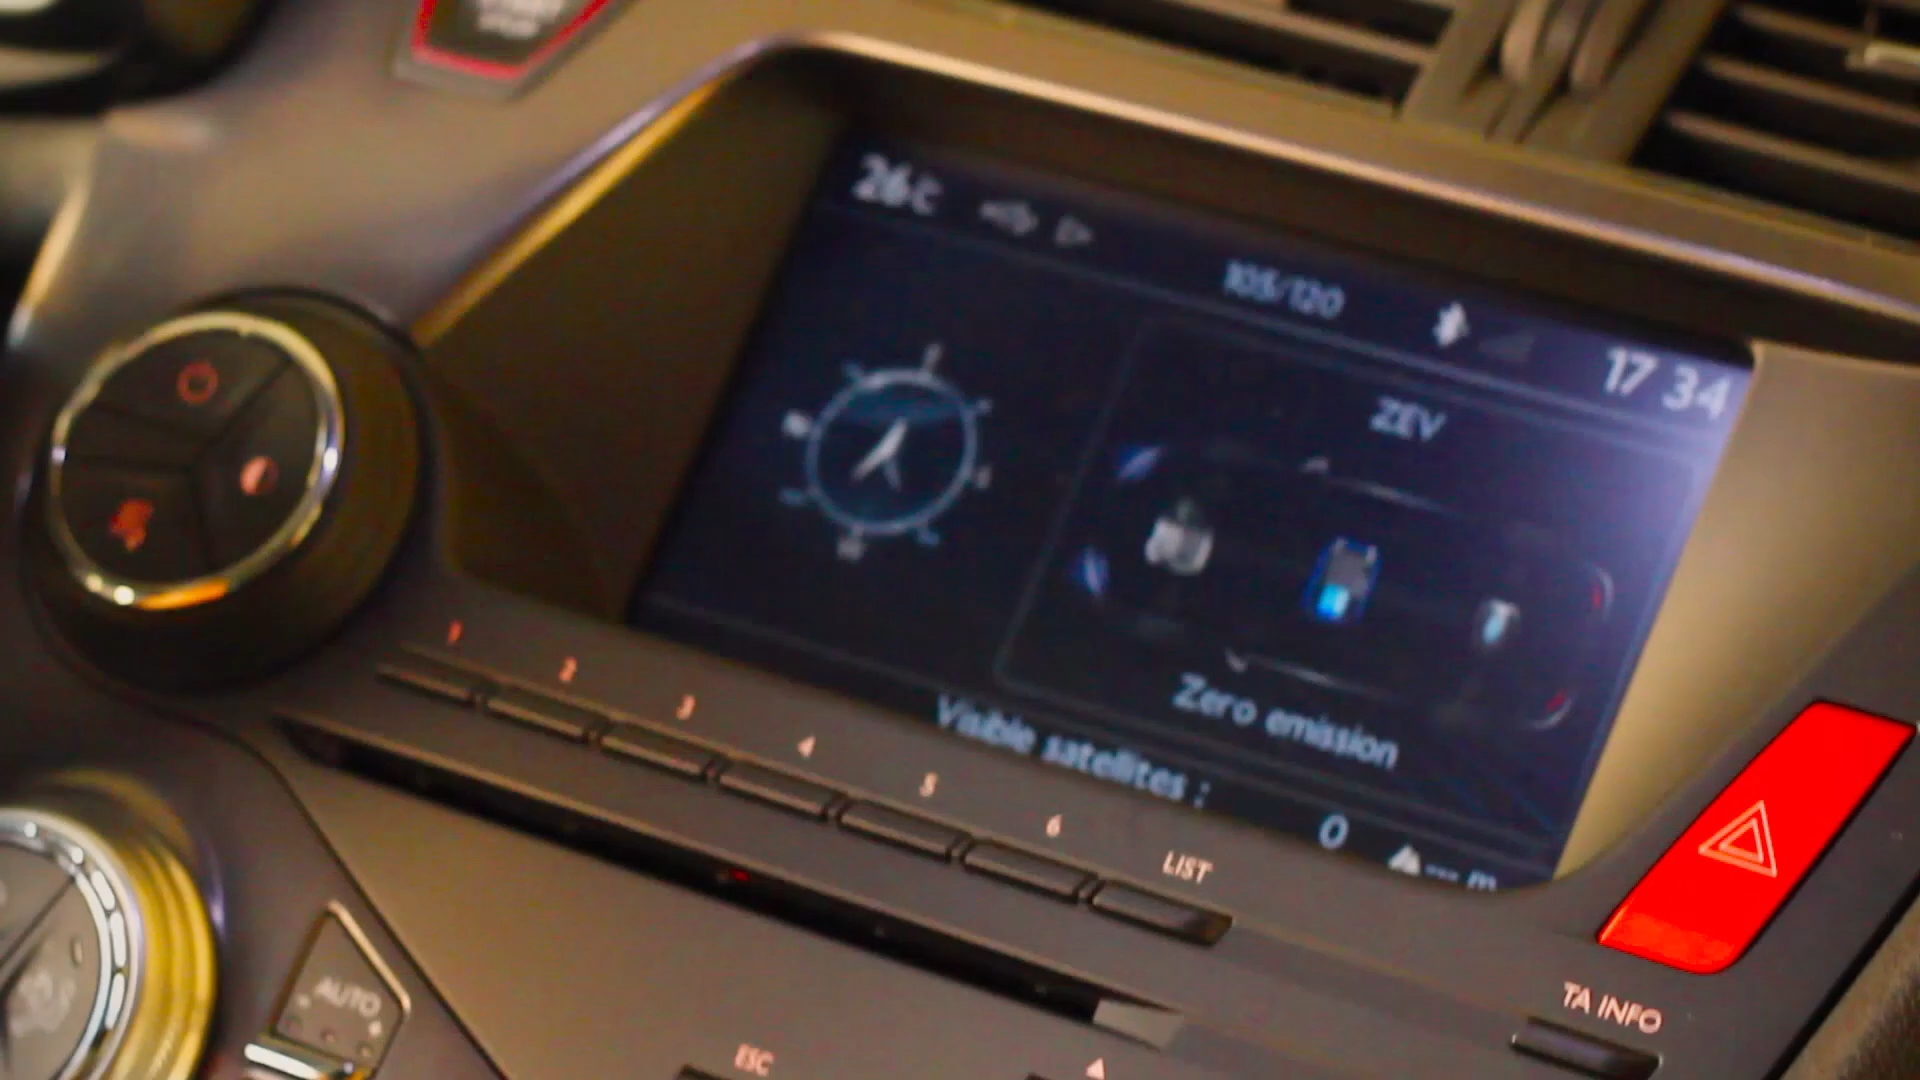 STOP
26°C
105/120
17 34
ZEV
Zero emission
Visible satellites :
0
--- m
1
2
3
4
5
6
LIST
AUTO
TA INFO
ESC